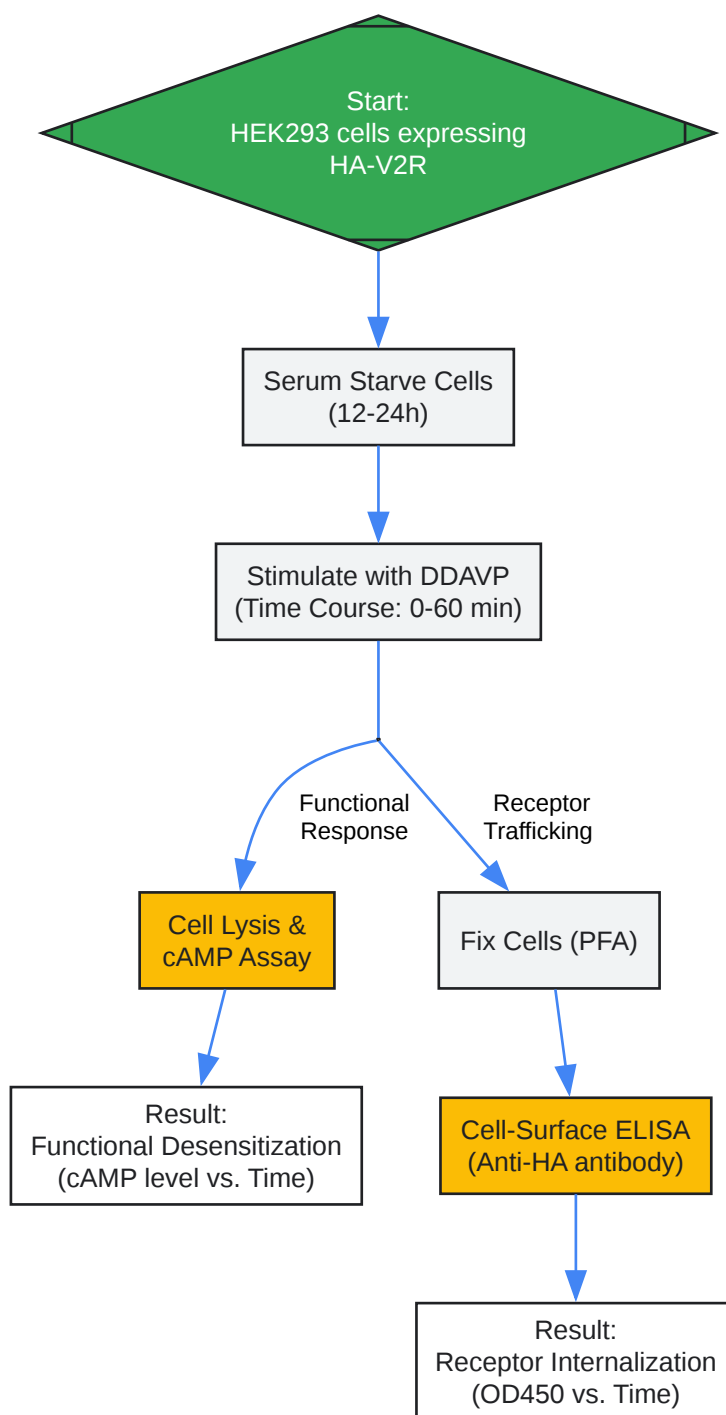 Start:
HEK293 cells expressing
HA-V2R
Serum Starve Cells
(12-24h)
Stimulate with DDAVP
(Time Course: 0-60 min)
Functional
Response
Receptor
Trafficking
Cell Lysis &
cAMP Assay
Fix Cells (PFA)
Result:
Functional Desensitization
(cAMP level vs. Time)
Cell-Surface ELISA
(Anti-HA antibody)
Result:
Receptor Internalization
(OD450 vs. Time)